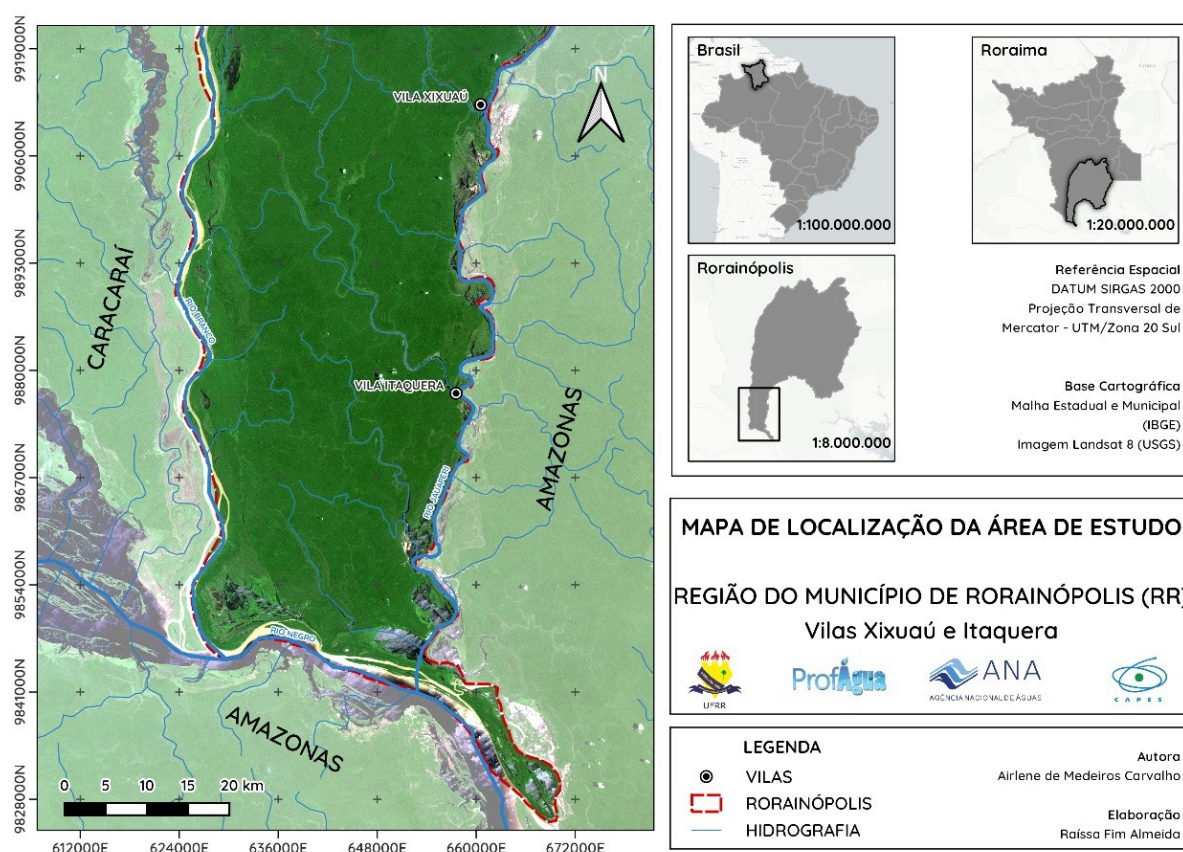 9919000N
9906000N
9893000N
9880000N
9867000N
9854000N
9841000N
9828000N
612000E
624000E
636000E
648000E
660000E
672000E
N
VILA XIXUAÚ
CARACARAÍ
RIO BRANCO
VILA ITAQUERA
AMAZONAS
RIO JAUAPERI
RIO NEGRO
AMAZONAS
0 5 10 15 20 km
Brasil
1:100.000.000
Roraima
1:20.000.000
Rorainópolis
1:8.000.000
Referência Espacial
DATUM SIRGAS 2000
Projeção Transversal de
Mercator - UTM/Zona 20 Sul
Base Cartográfica
Malha Estadual e Municipal
(IBGE)
Imagem Landsat 8 (USGS)
MAPA DE LOCALIZAÇÃO DA ÁREA DE ESTUDO
REGIÃO DO MUNICÍPIO DE RORAINÓPOLIS (RR)
Vilas Xixuaú e Itaquera
UFRR
ProfÁgua
ANA
AGÊNCIA NACIONAL DE ÁGUAS
CAPES
LEGENDA
VILAS
RORAINÓPOLIS
HIDROGRAFIA
Autora
Airlene de Medeiros Carvalho
Elaboração
Raíssa Fim Almeida